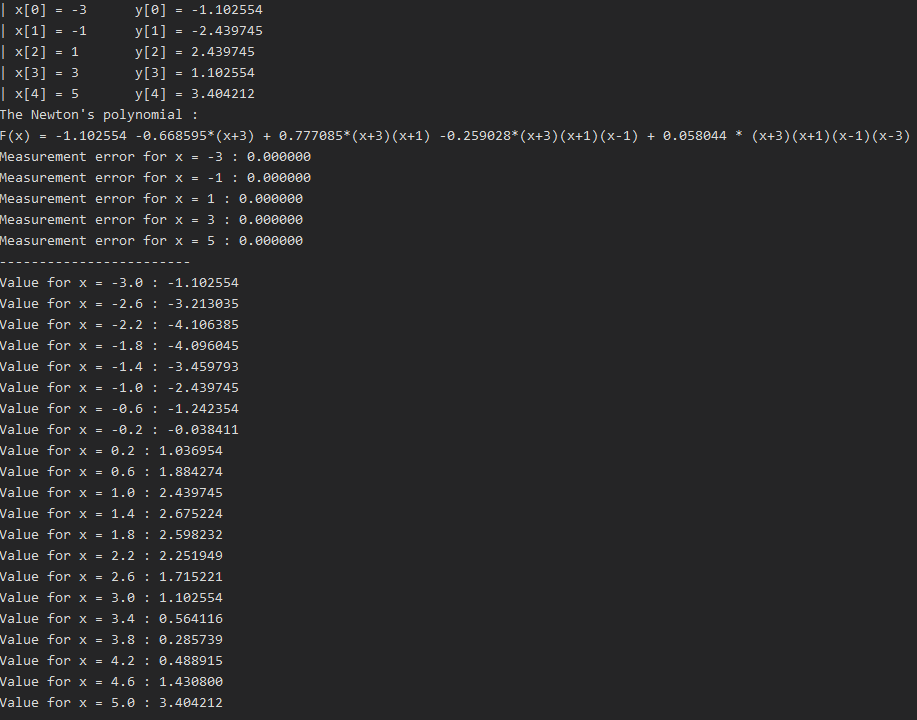 | x[0] = -3      y[0] = -1.102554
| x[1] = -1      y[1] = -2.439745
| x[2] = 1       y[2] = 2.439745
| x[3] = 3       y[3] = 1.102554
| x[4] = 5       y[4] = 3.404212
The Newton's polynomial :
F(x) = -1.102554 -0.668595*(x+3) + 0.777085*(x+3)(x+1) -0.259028*(x+3)(x+1)(x-1) + 0.058044 * (x+3)(x+1)(x-1)(x-3)
Measurement error for x = -3 : 0.000000
Measurement error for x = -1 : 0.000000
Measurement error for x = 1 : 0.000000
Measurement error for x = 3 : 0.000000
Measurement error for x = 5 : 0.000000
------------------------
Value for x = -3.0 : -1.102554
Value for x = -2.6 : -3.213035
Value for x = -2.2 : -4.106385
Value for x = -1.8 : -4.096045
Value for x = -1.4 : -3.459793
Value for x = -1.0 : -2.439745
Value for x = -0.6 : -1.242354
Value for x = -0.2 : -0.038411
Value for x = 0.2 : 1.036954
Value for x = 0.6 : 1.884274
Value for x = 1.0 : 2.439745
Value for x = 1.4 : 2.675224
Value for x = 1.8 : 2.598232
Value for x = 2.2 : 2.251949
Value for x = 2.6 : 1.715221
Value for x = 3.0 : 1.102554
Value for x = 3.4 : 0.564116
Value for x = 3.8 : 0.285739
Value for x = 4.2 : 0.488915
Value for x = 4.6 : 1.430800
Value for x = 5.0 : 3.404212